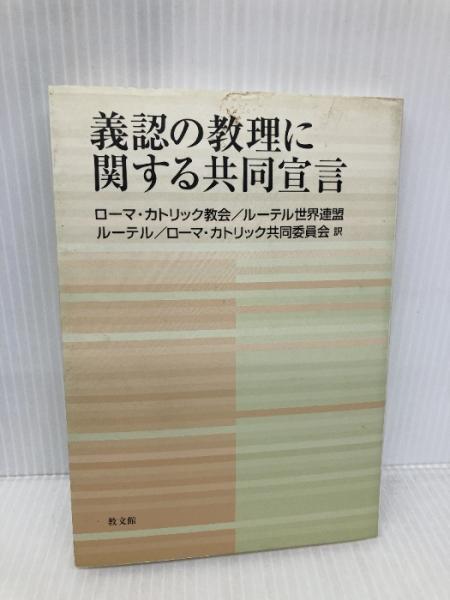 義認の教理に
関する共同宣言
ローマ・カトリック教会/ルーテル世界連盟
ルーテル/ローマ・カトリック共同委員会 訳
教文館